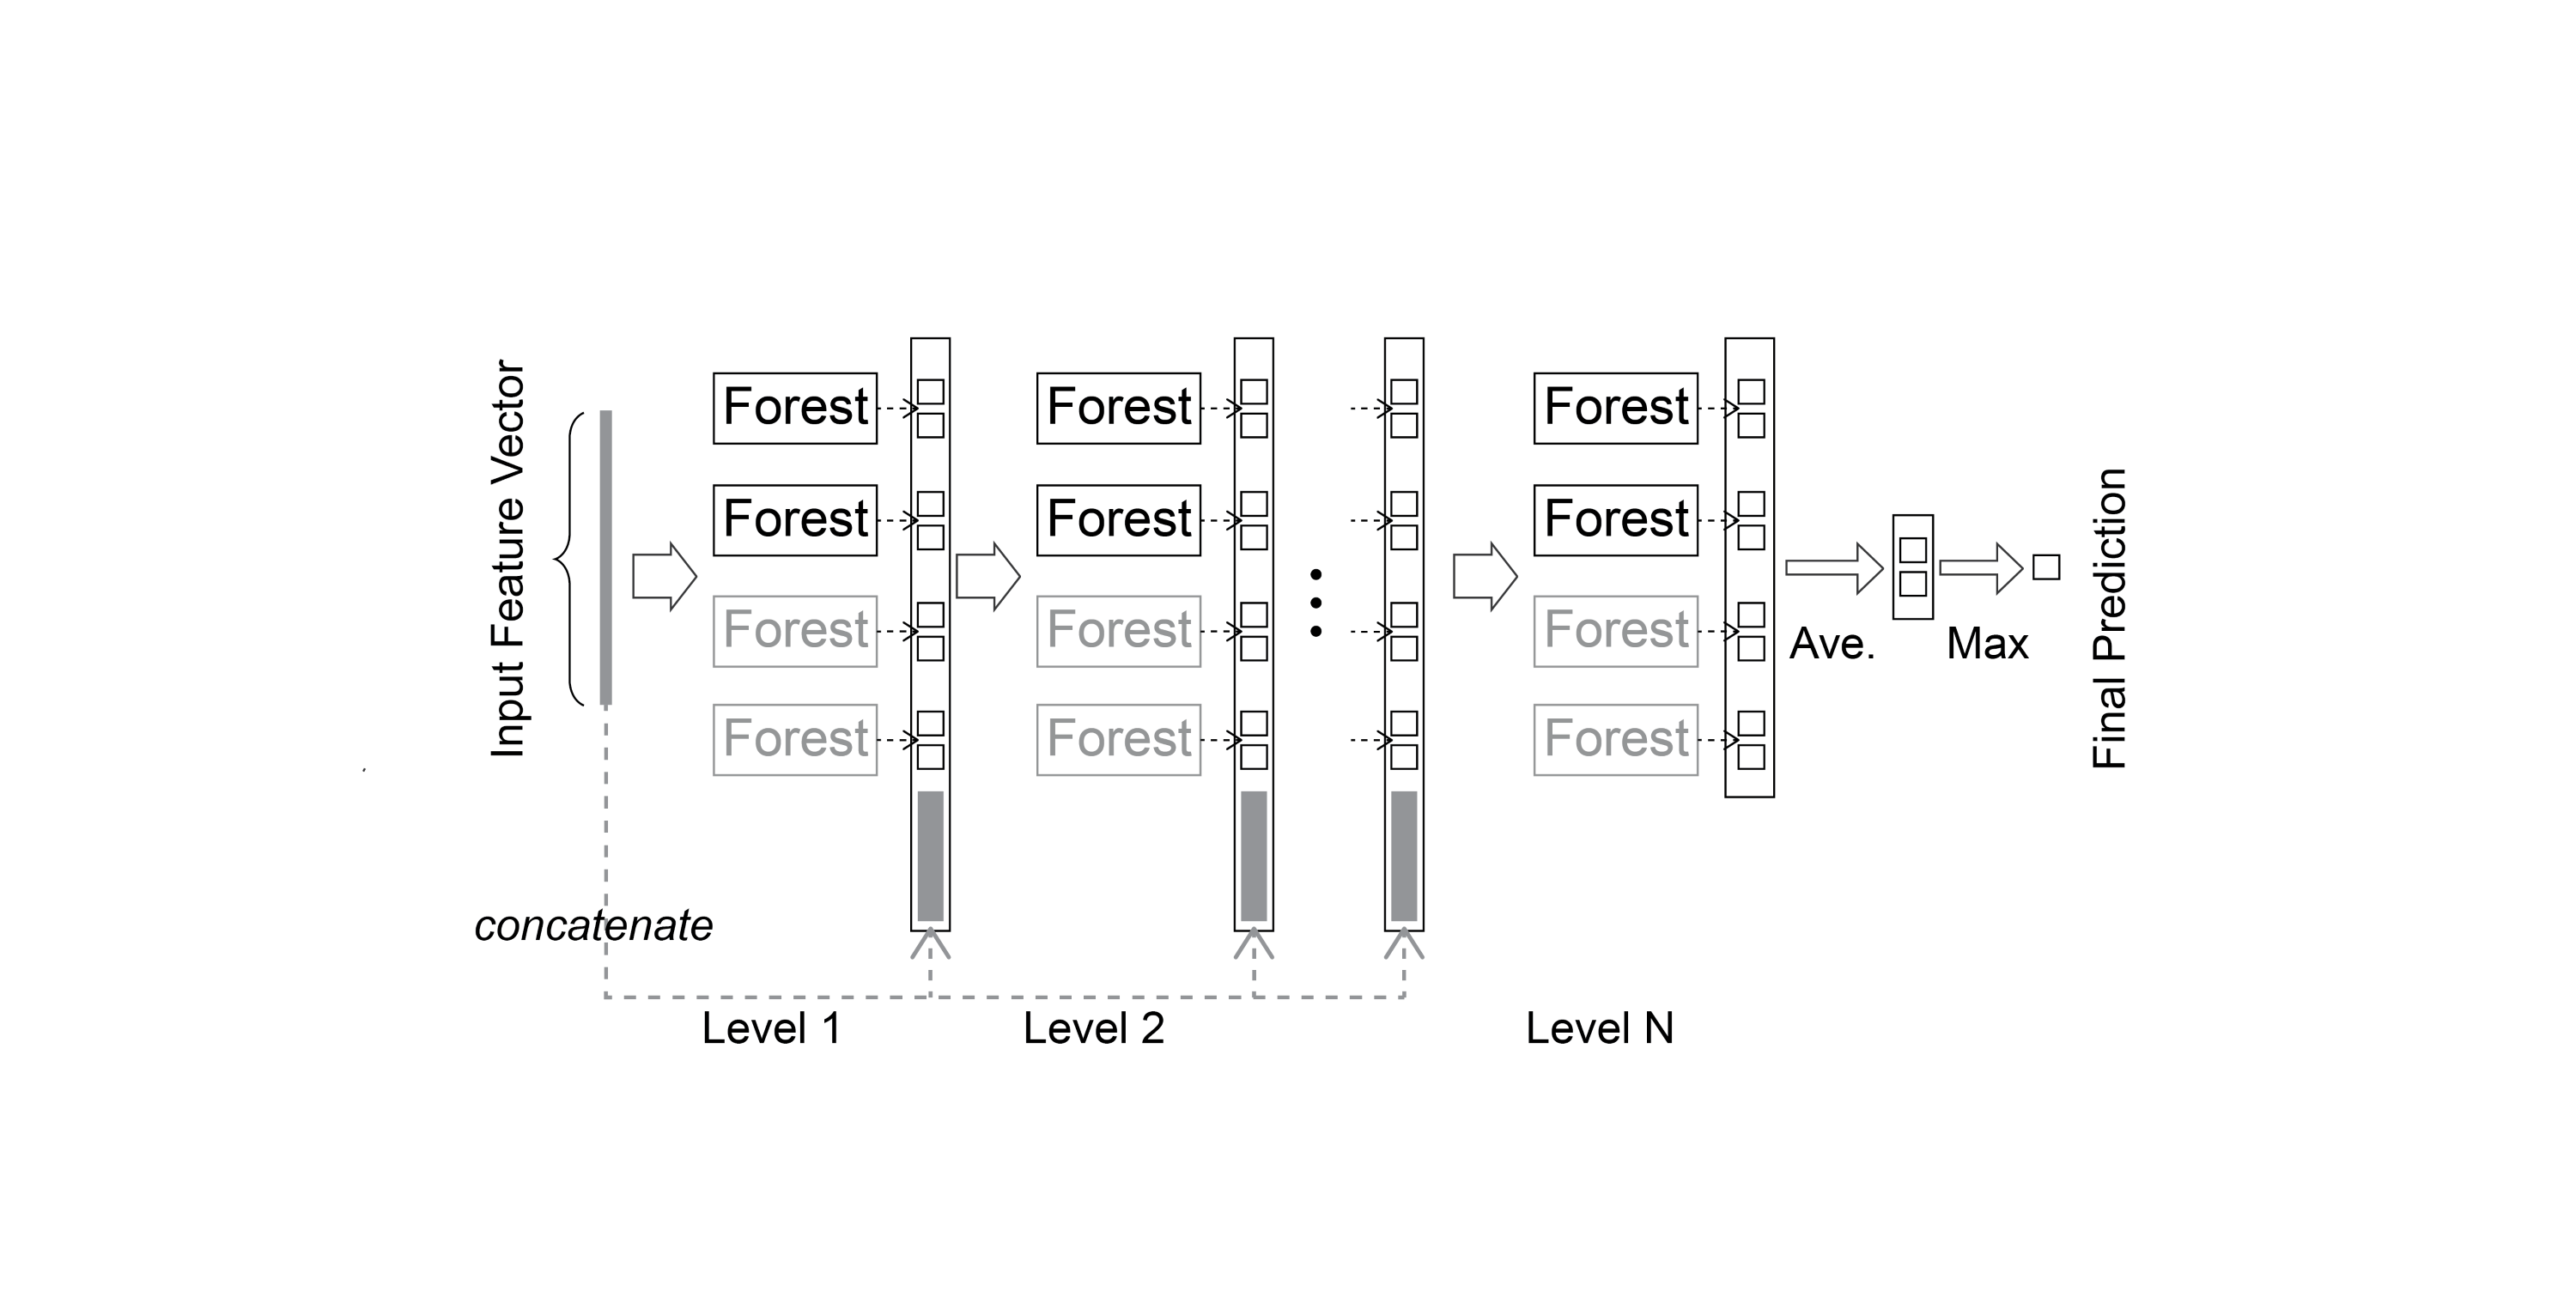 Input Feature Vector
Forest
Forest
Forest
Forest
concatenate
Level 1
Forest
Forest
Forest
Forest
Level 2
Forest
Forest
Forest
Forest
Level N
Ave.
Max
Final Prediction